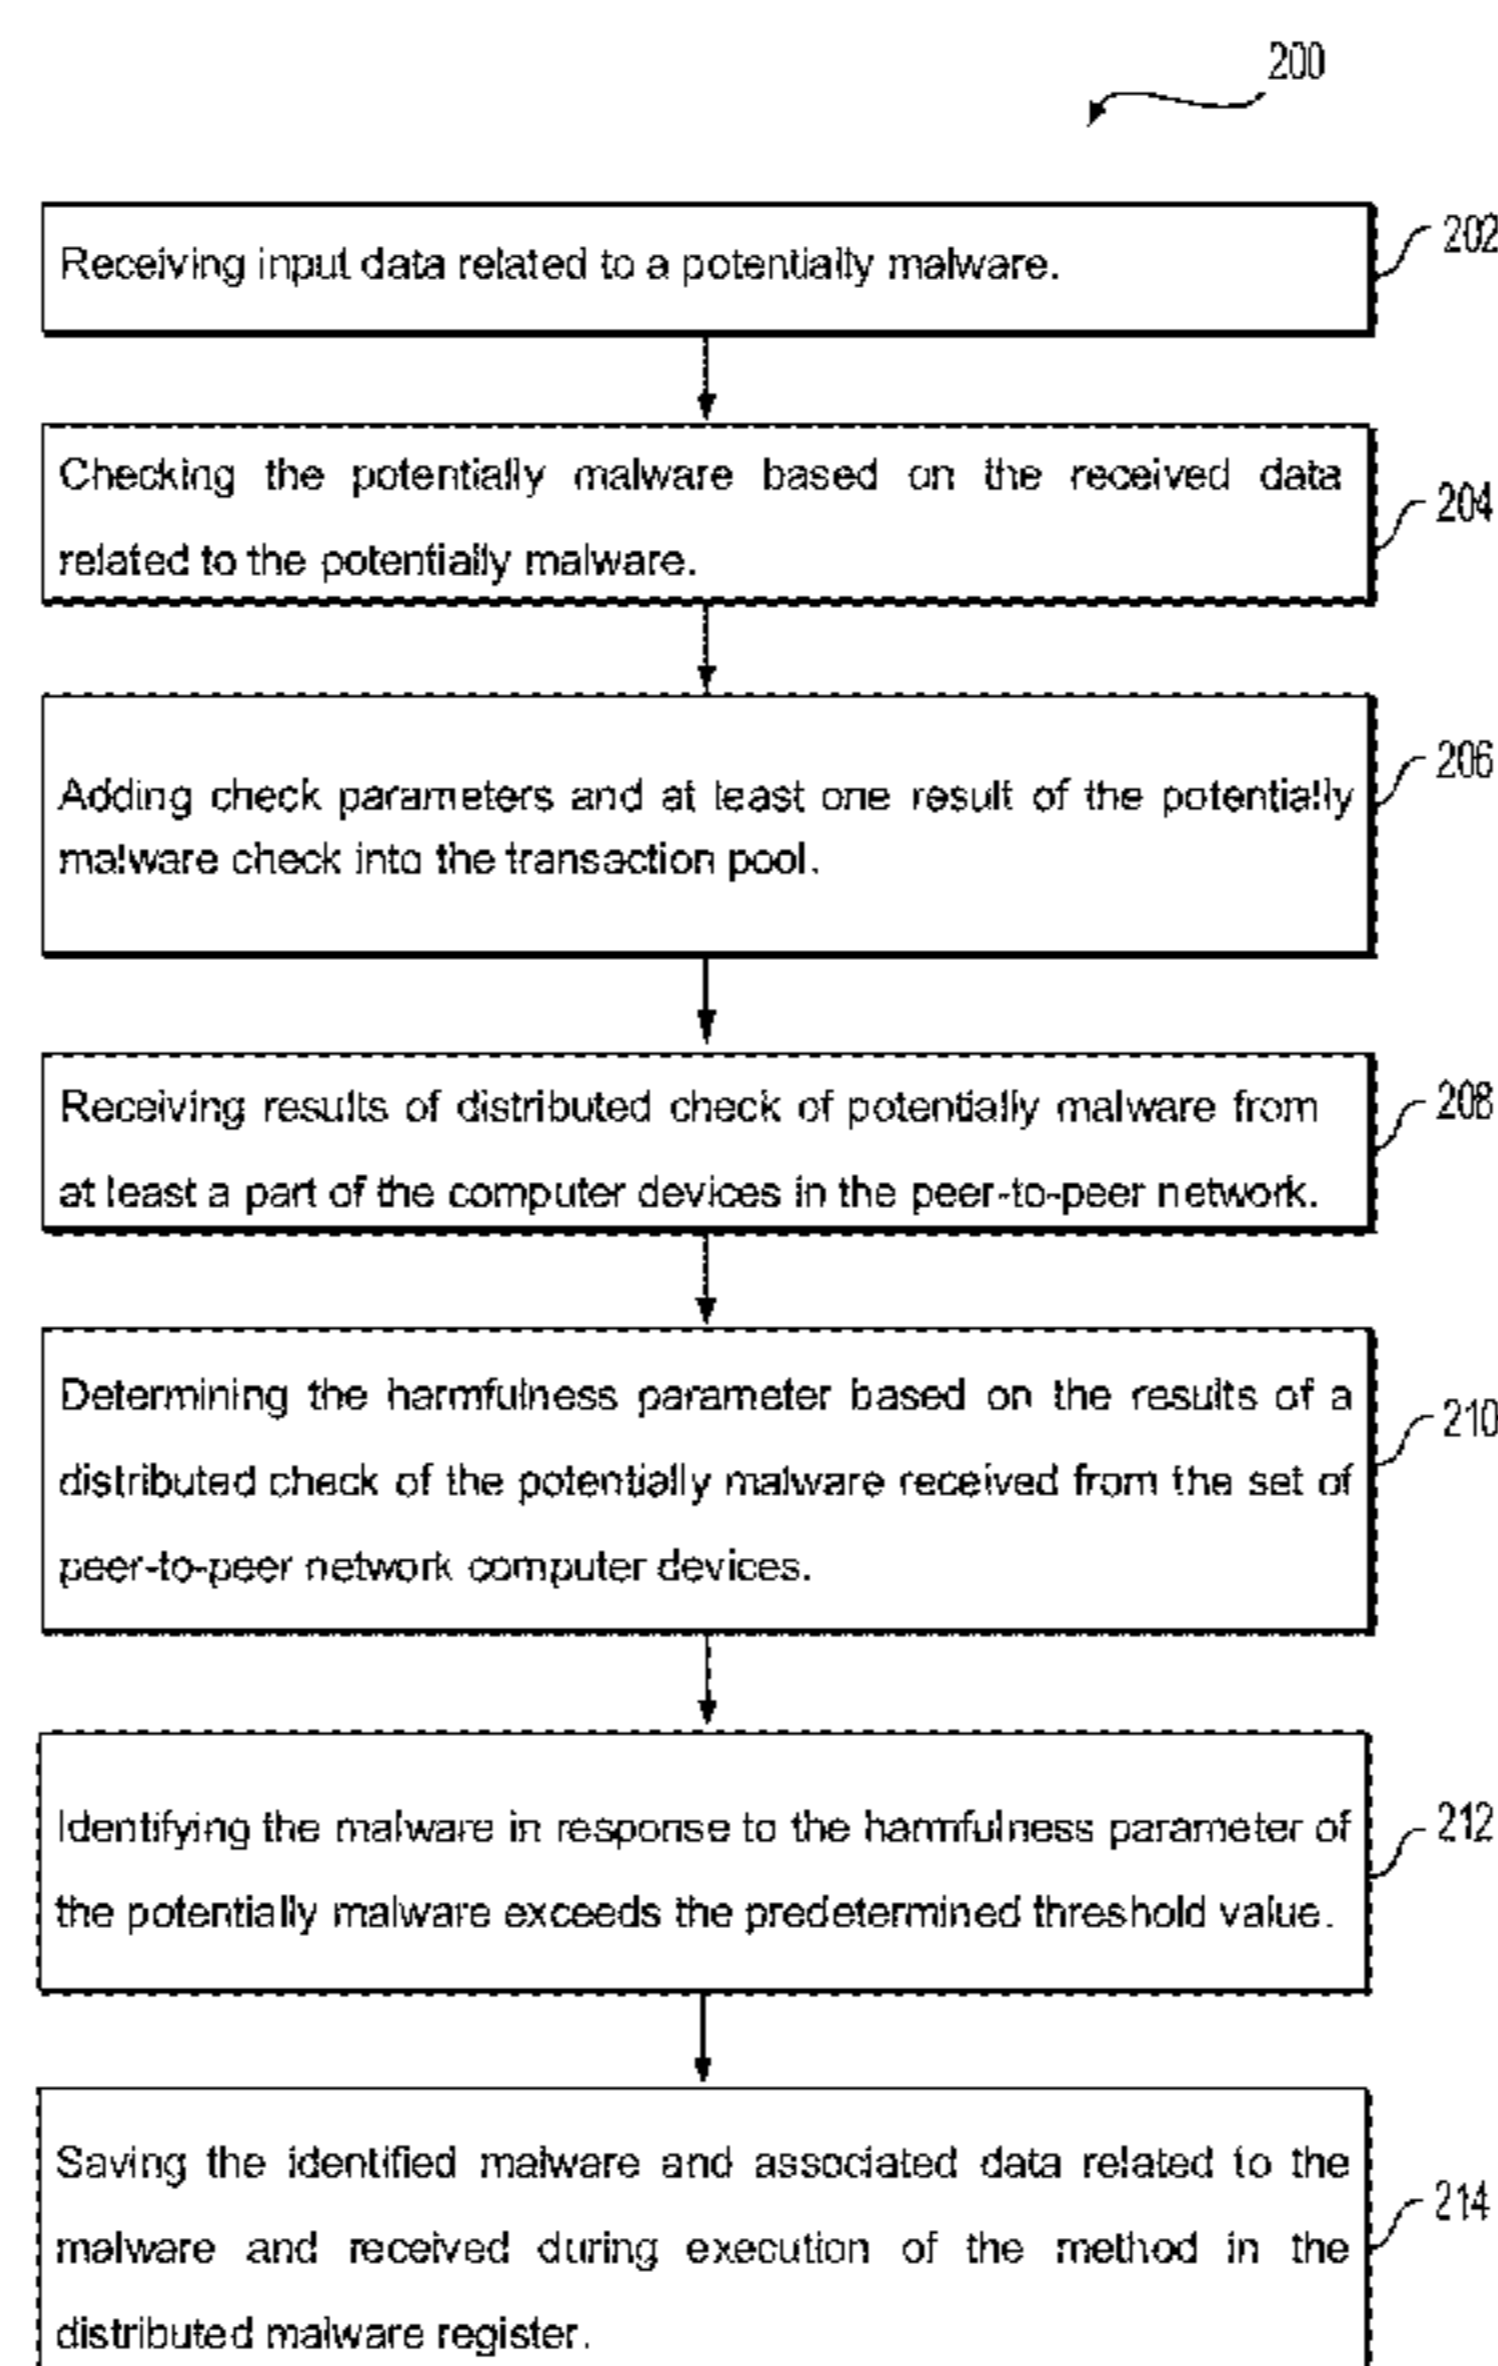 200
Receiving input data related to a potentially malware.
202
Checking the potentially malware based on the received data
related to the potentially malware.
204
Adding check parameters and at least one result of the potentially
malware check into the transaction pool.
206
Receiving results of distributed check of potentially malware from
at least a part of the computer devices in the peer-to-peer network.
208
Determining the harmfulness parameter based on the results of a
distributed check of the potentially malware received from the set of
peer-to-peer network computer devices.
210
Identifying the malware in response to the harmfulness parameter of
the potentially malware exceeds the predetermined threshold value.
212
Saving the identified malware and associated data related to the
malware and received during execution of the method in the
distributed malware register.
214